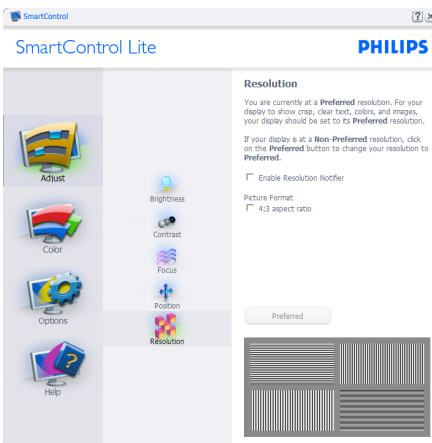 SmartControl
? x
SmartControl Lite
PHILIPS
Adjust
Color
Options
Help
Brightness
Contrast
Focus
Position
Resolution
Resolution
You are currently at a Preferred resolution. For your
display to show crisp, clear text, colors, and images,
your display should be set to its Preferred resolution.
If your display is at a Non-Preferred resolution, click
on the Preferred button to change your resolution to
Preferred.
Enable Resolution Notifier
Picture Format
4:3 aspect ratio
Preferred